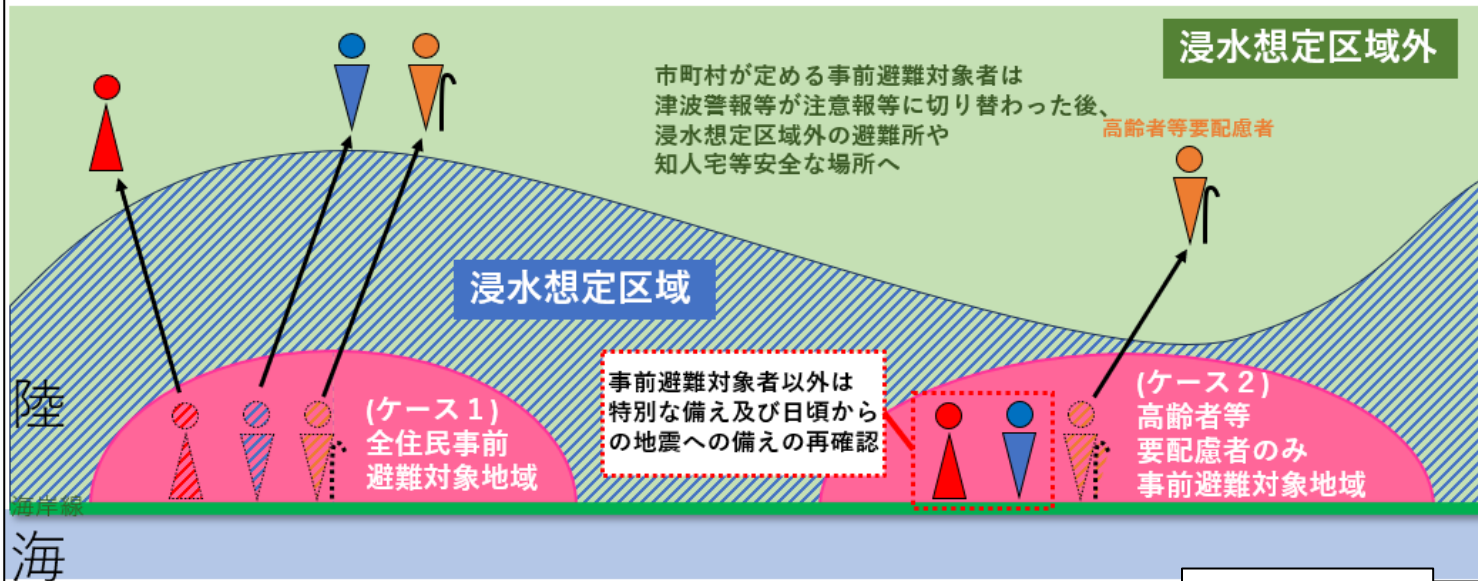 浸水想定区域外
市町村が定める事前避難対象者は
津波警報等が注意報等に切り替わった後、
浸水想定区域外の避難所や
知人宅等安全な場所へ
高齢者等要配慮者
浸水想定区域
事前避難対象者以外は
特別な備え及び日頃から
の地震への備えの再確認
陸
(ケース１)
全住民事前
避難対象地域
(ケース２)
高齢者等
要配慮者のみ
事前避難対象地域
海岸線
海